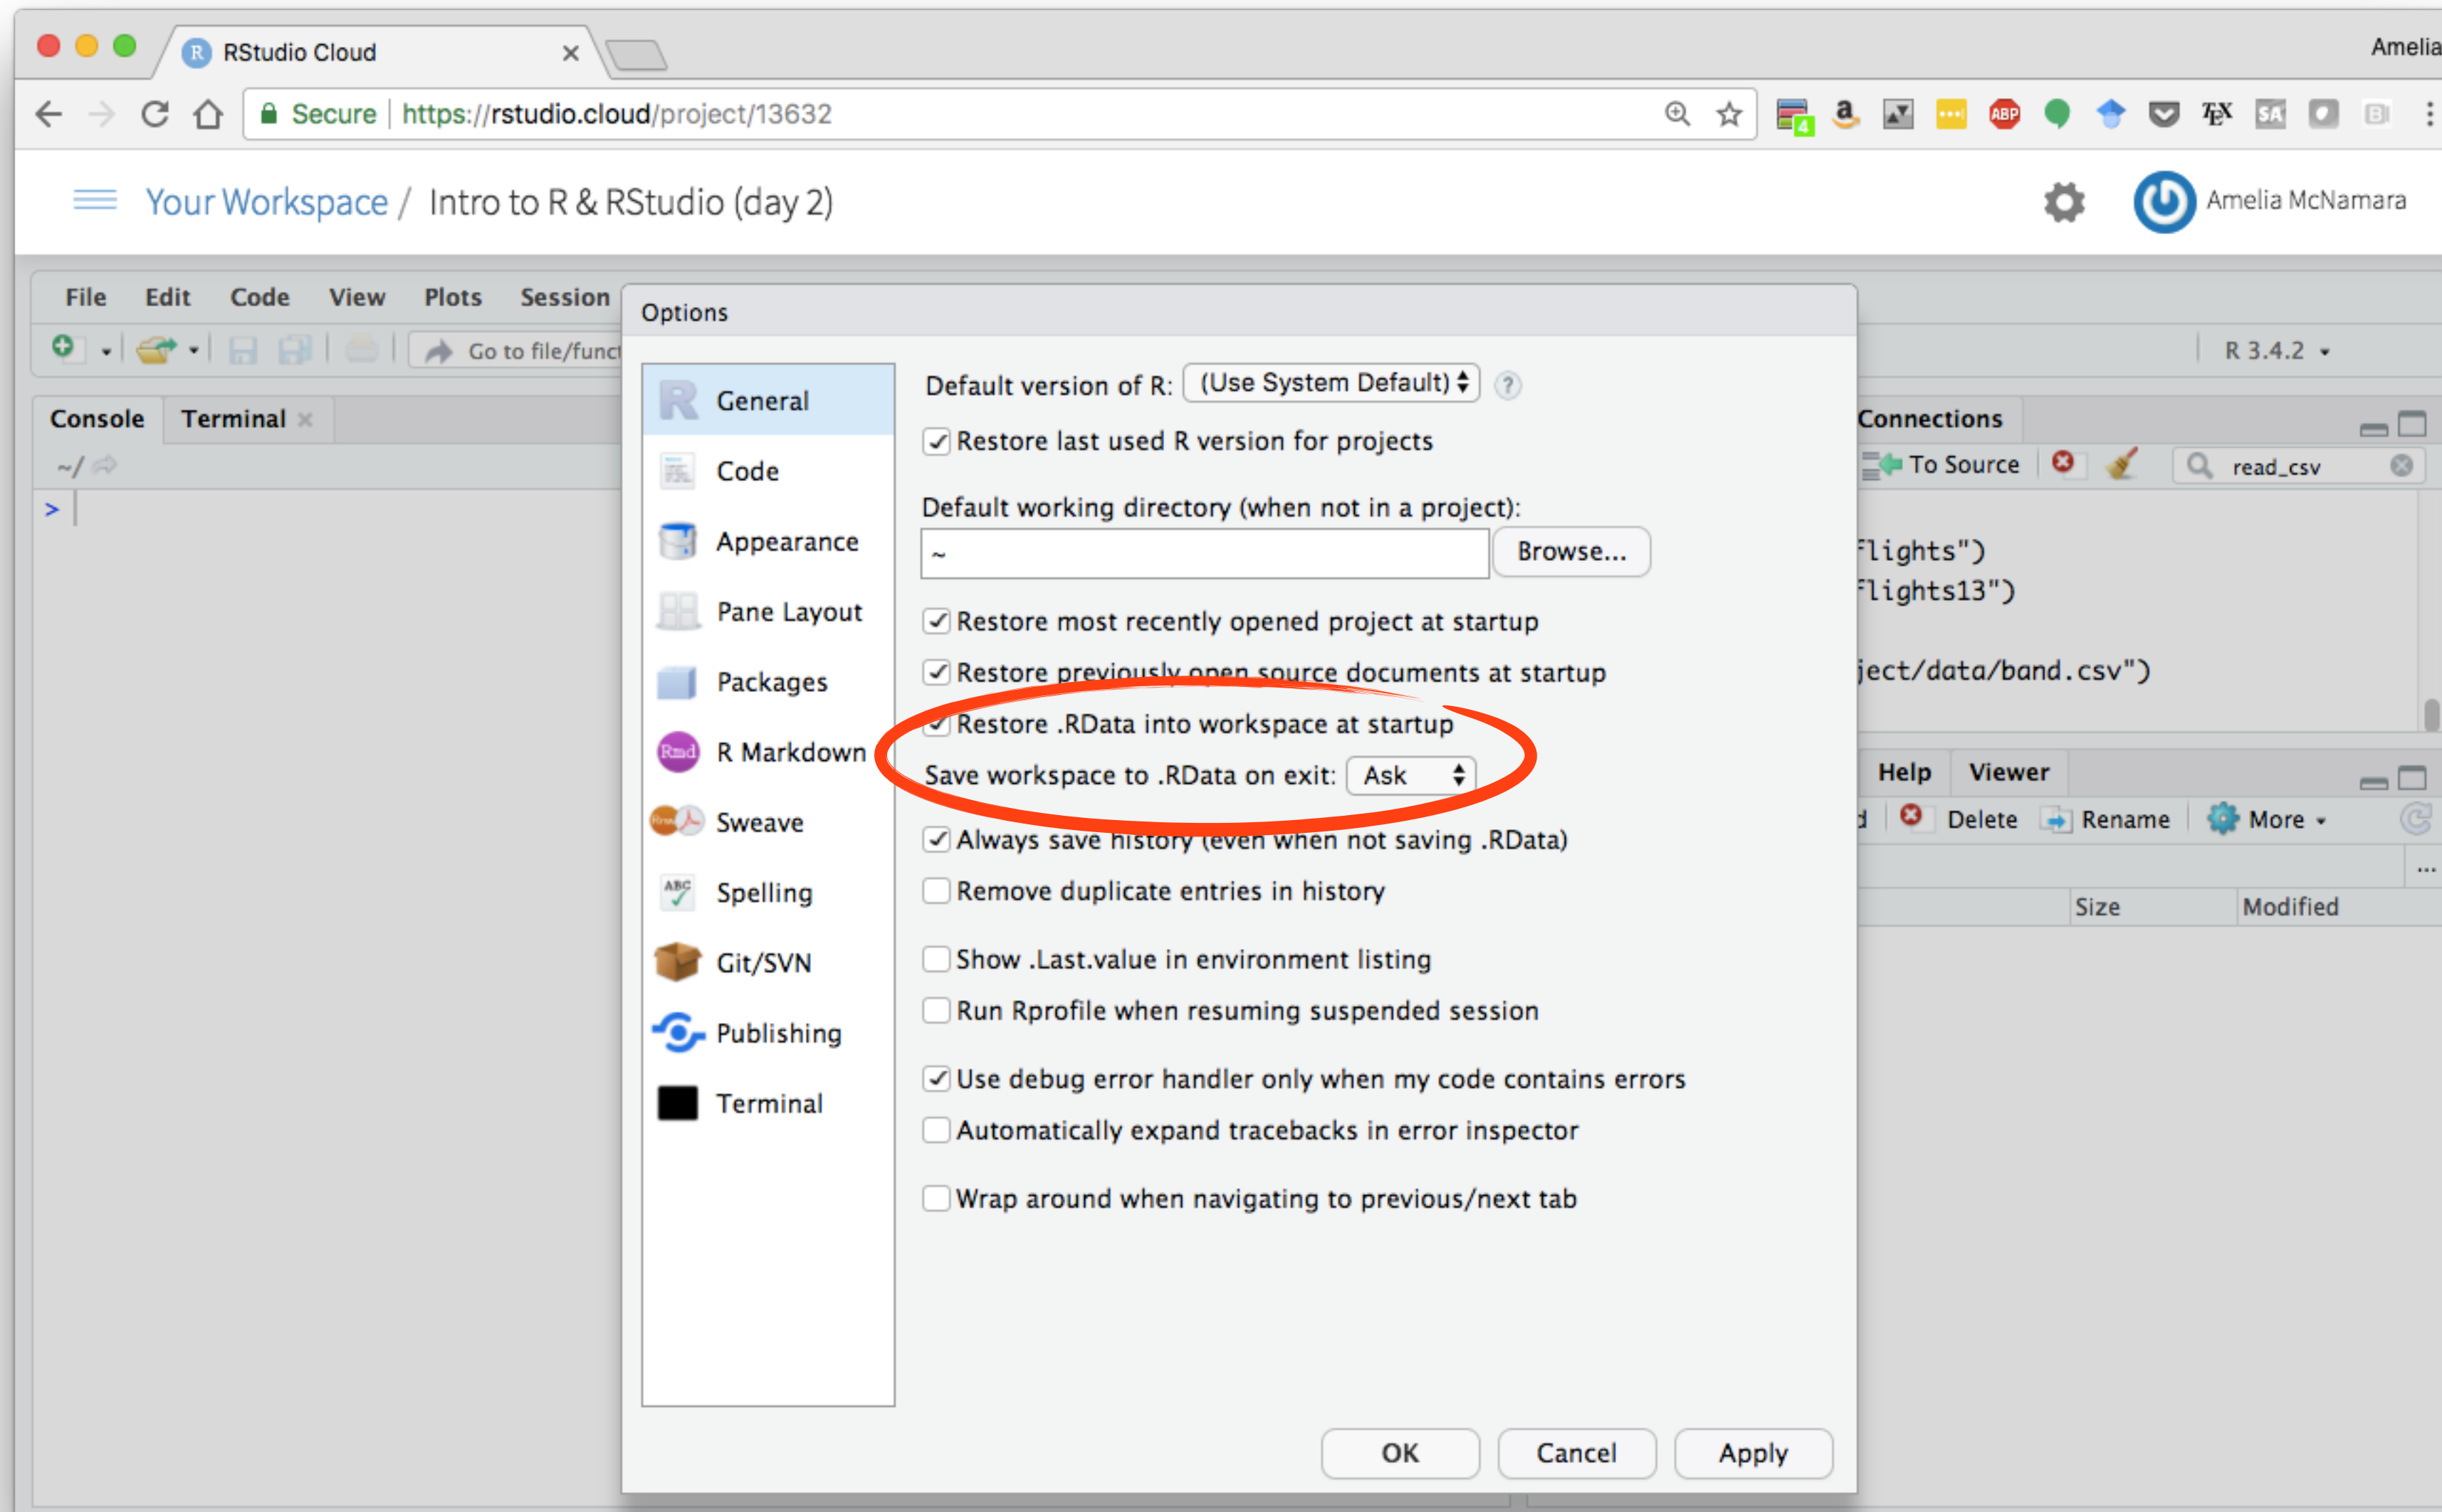 RStudio Cloud
Amelia
Secure https://rstudio.cloud/project/13632
4 a ABP TEX SA B
Your Workspace / Intro to R & RStudio (day 2)
Amelia McNamara
File Edit Code View Plots Session
Go to file/funct
R 3.4.2
Console Terminal
Connections
~/
To Source
read_csv
>
flights")
flights13")
ject/data/band.csv")
Help Viewer
d Delete Rename More
...
Size Modified
Options
General
Code
Appearance
Pane Layout
Packages
Rmd R Markdown
Sweave
ABC Spelling
Git/SVN
Publishing
Terminal
Default version of R: (Use System Default) ?
Restore last used R version for projects
Default working directory (when not in a project):
~ Browse...
Restore most recently opened project at startup
Restore previously open source documents at startup
Restore .RData into workspace at startup
Save workspace to .RData on exit: Ask
Always save history (even when not saving .RData)
Remove duplicate entries in history
Show .Last.value in environment listing
Run Rprofile when resuming suspended session
Use debug error handler only when my code contains errors
Automatically expand tracebacks in error inspector
Wrap around when navigating to previous/next tab
OK Cancel Apply